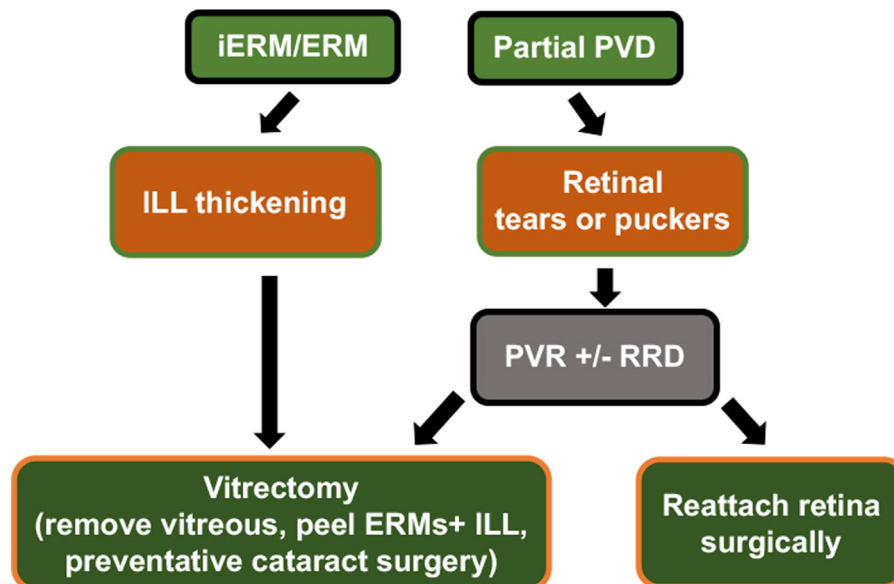 iERM/ERM
Partial PVD
ILL thickening
Retinal
tears or puckers
PVR +/- RRD
Vitrectomy
(remove vitreous, peel ERMs+ ILL,
preventative cataract surgery)
Reattach retina
surgically